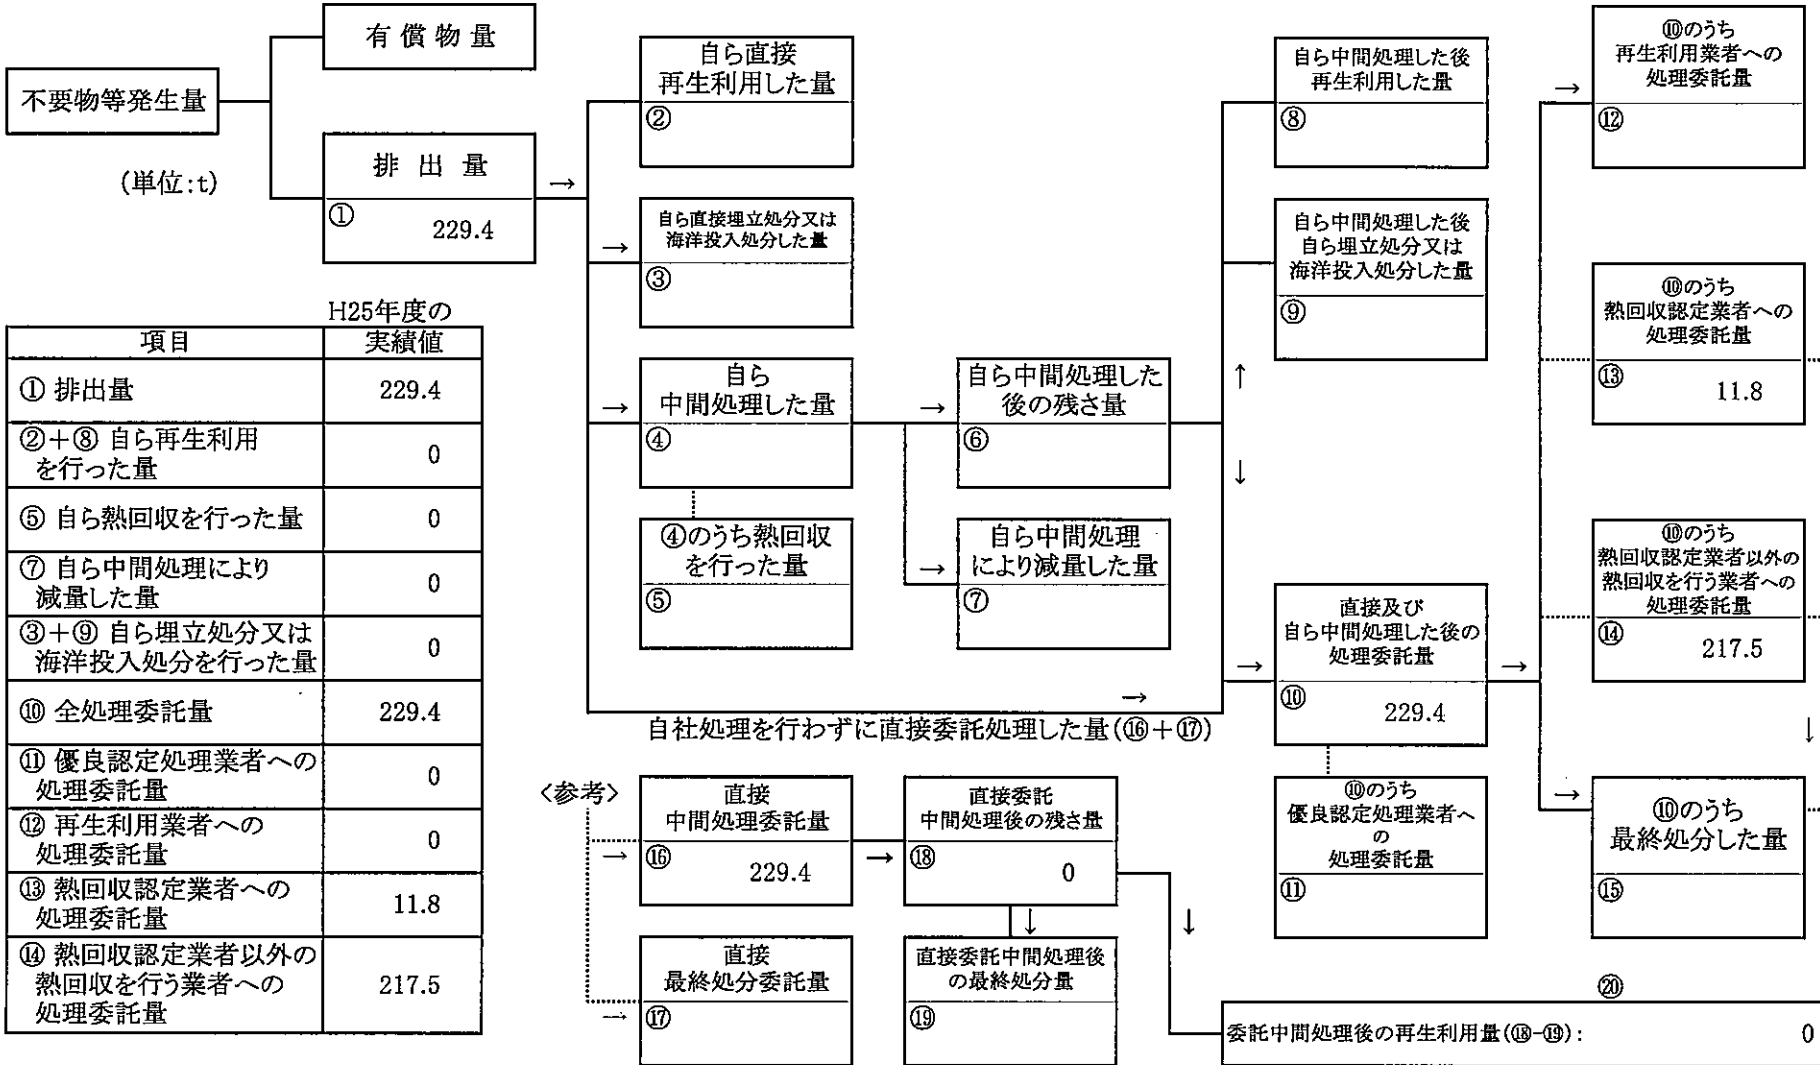 不要物等発生量
(単位:t)
有償物量
排出量
①
229.4
→
H25年度の
項目
実績値
① 排出量
229.4
②+⑧ 自ら再生利用
を行った量
0
⑤ 自ら熱回収を行った量
0
⑦ 自ら中間処理により
減量した量
0
③+⑨ 自ら埋立処分又は
海洋投入処分を行った量
0
⑩ 全処理委託量
229.4
⑪ 優良認定処理業者への
処理委託量
0
⑫ 再生利用業者への
処理委託量
0
⑬ 熱回収認定業者への
処理委託量
11.8
⑭ 熱回収認定業者以外の
熱回収を行う業者への
処理委託量
217.5
自ら直接
再生利用した量
②
→
自ら直接埋立処分又は
海洋投入処分した量
③
→
自ら
中間処理した量
④
④のうち熱回収
を行った量
⑤
→
自ら中間処理した
後の残さ量
⑥
→
自ら中間処理
により減量した量
⑦
→
自社処理を行わずに直接委託処理した量(⑯+⑰)
自ら中間処理した後
再生利用した量
⑧
自ら中間処理した後
自ら埋立処分又は
海洋投入処分した量
⑨
↑
↓
→
直接及び
自ら中間処理した後の
処理委託量
⑩
229.4
→
⑩のうち
優良認定処理業者へ
の
処理委託量
⑪
→
⑩のうち
再生利用業者への
処理委託量
⑫
⑩のうち
熱回収認定業者への
処理委託量
⑬
11.8
⑩のうち
熱回収認定業者以外の
熱回収を行う業者への
処理委託量
⑭
217.5
↓
→
⑩のうち
最終処分した量
⑮
<参考>
→
直接
中間処理委託量
⑯
229.4
→
直接委託
中間処理後の残さ量
⑱
0
↓
↓
→
直接
最終処分委託量
⑰
直接委託中間処理後
の最終処分量
⑲
⑳
委託中間処理後の再生利用量(⑱-⑲):
0